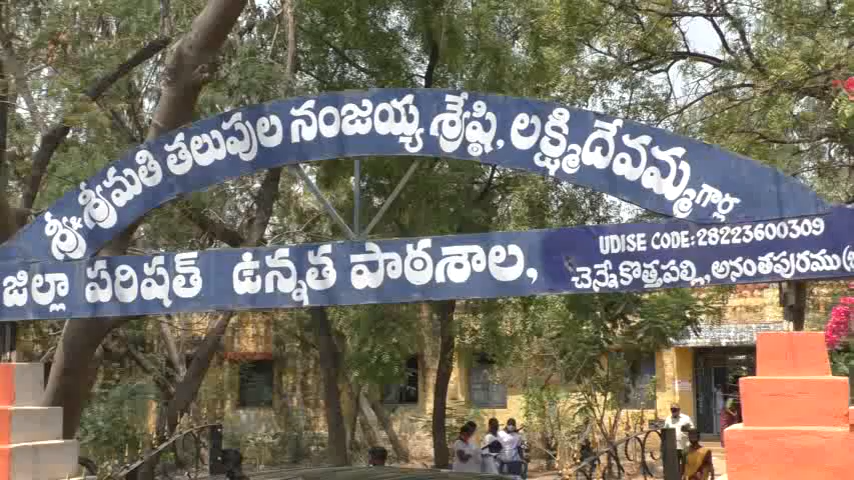 శ్రీ శ్రీమతి తలుపుల నంజయ్య శ్రేష్ఠి, లక్ష్మిదేవమ్మ గార్ల
జిల్లా పరిషత్ ఉన్నత పాఠశాల,
UDISE CODE: 28223600309
చెన్నేకొత్తపల్లి, అనంతపురము